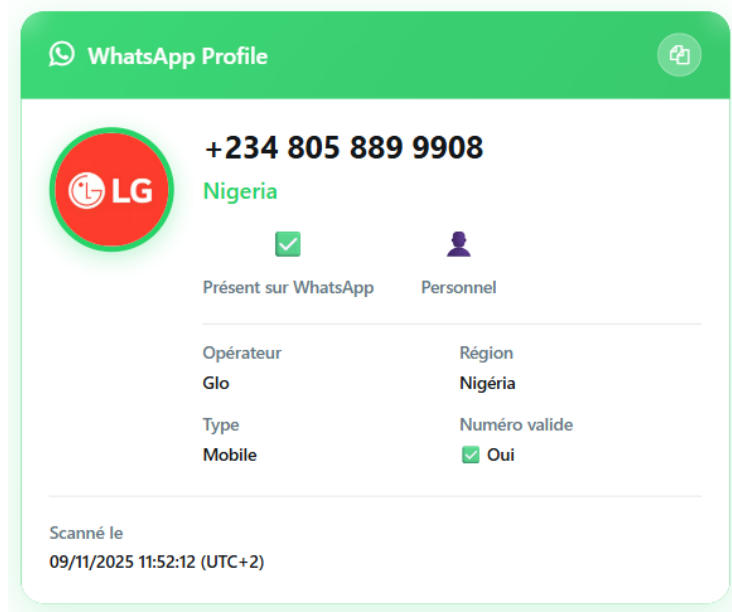 WhatsApp Profile
LG
+234 805 889 9908
Nigeria
Présent sur WhatsApp Personnel
Opérateur Région
Glo Nigéria
Type Numéro valide
Mobile Oui
Scanné le
09/11/2025 11:52:12 (UTC+2)